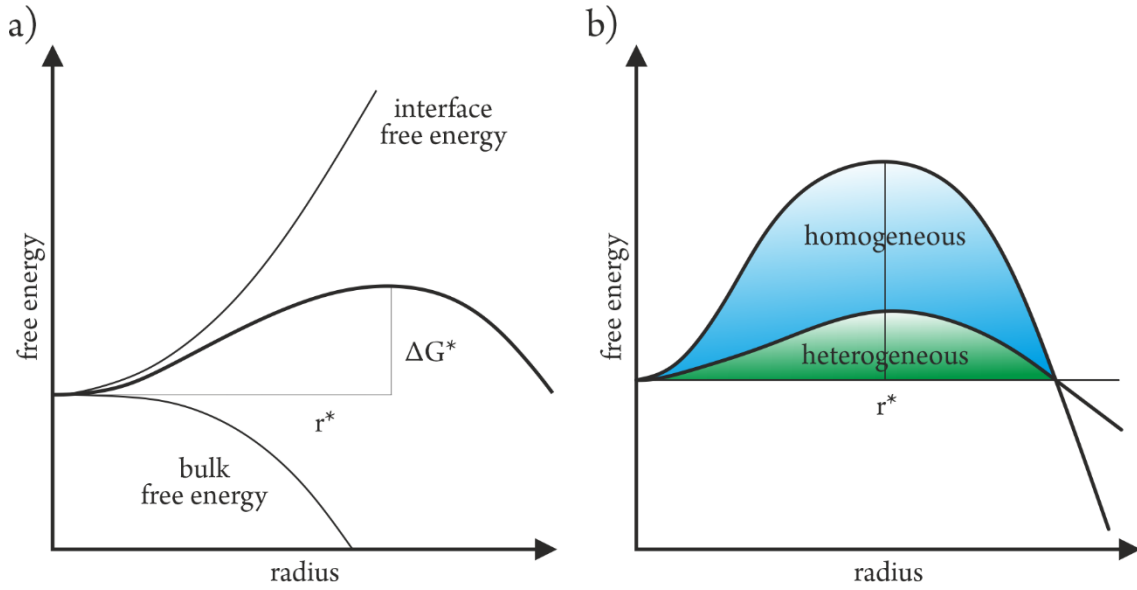 a)
free energy
interface
free energy
ΔG*
r*
bulk
free energy
radius
b)
free energy
homogeneous
heterogeneous
r*
radius